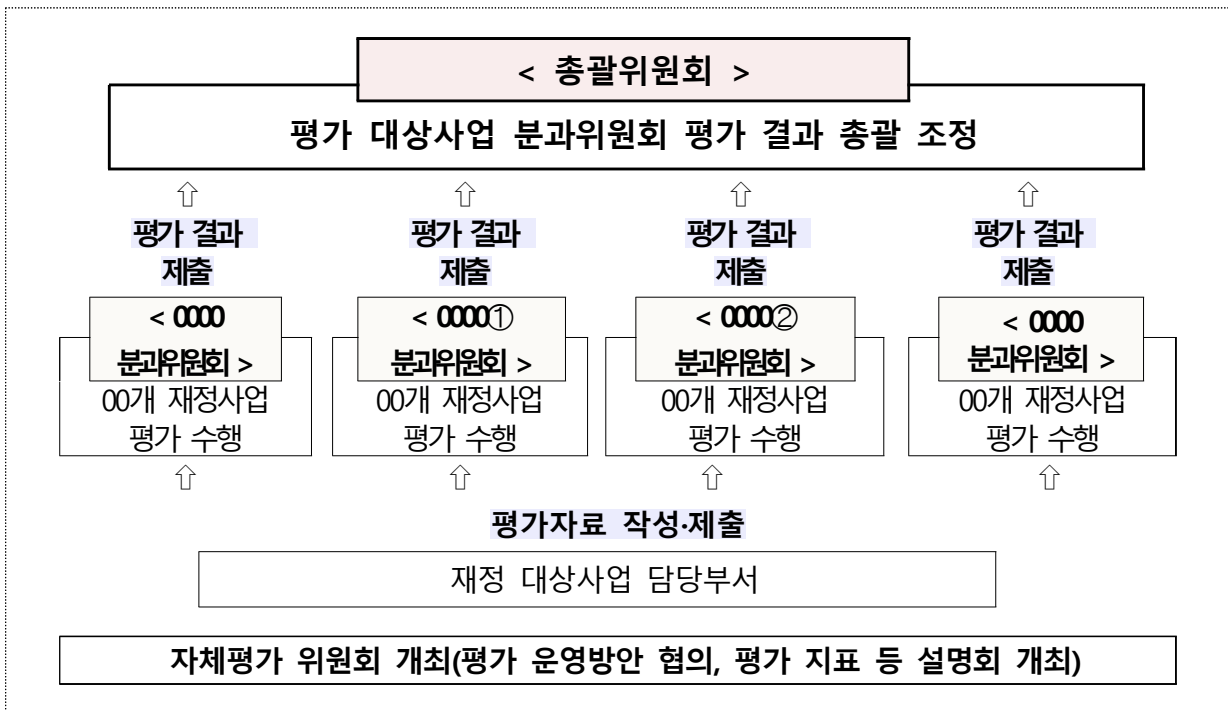 < 총괄위원회 >
평가 대상사업 분과위원회 평가 결과 총괄 조정
⇧ ⇧ ⇧ ⇧
평가 결과 평가 결과 평가 결과 평가 결과
제출 제출 제출 제출
< 0000 < 0000① < 0000② < 0000
분과위원회 > 분과위원회 > 분과위원회 > 분과위원회 >
00개 재정사업 00개 재정사업 00개 재정사업 00개 재정사업
평가 수행 평가 수행 평가 수행 평가 수행
⇧ ⇧ ⇧ ⇧
평가자료 작성·제출
재정 대상사업 담당부서
자체평가 위원회 개최(평가 운영방안 협의, 평가 지표 등 설명회 개최)